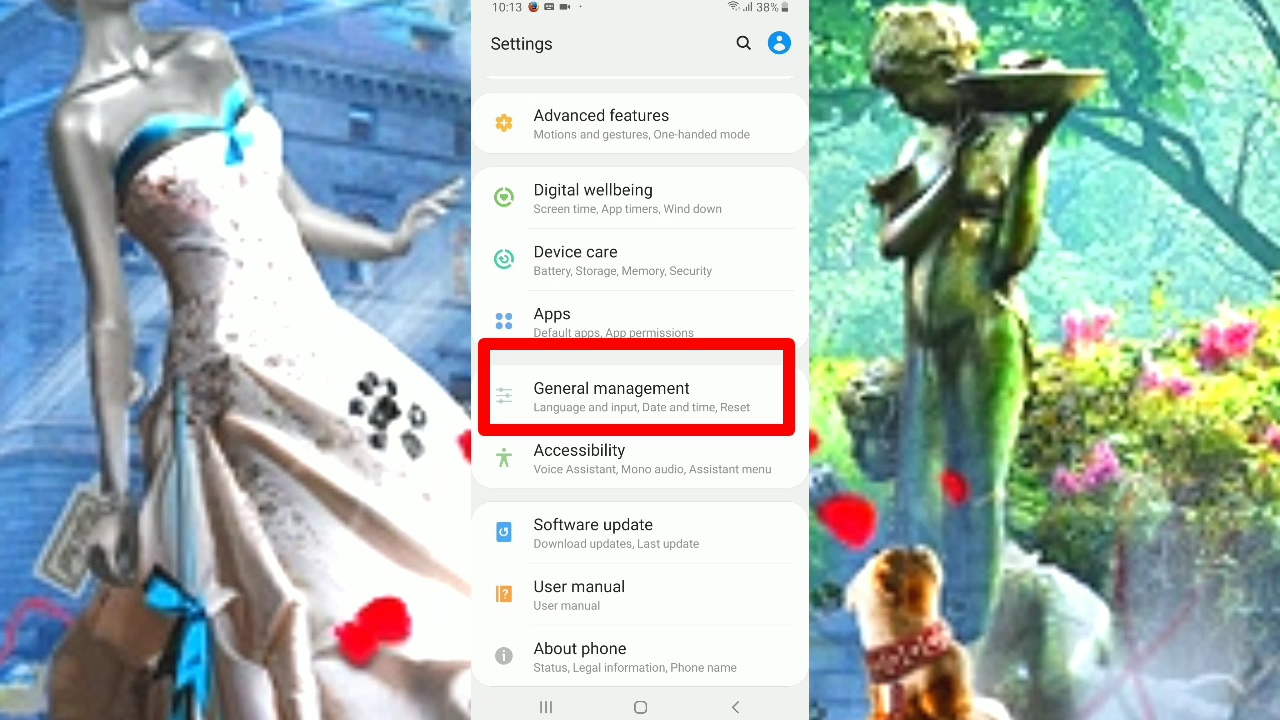 10:13
38%
Settings
Advanced features
Motions and gestures, One-handed mode
Digital wellbeing
Screen time, App timers, Wind down
Device care
Battery, Storage, Memory, Security
Apps
Default apps, App permissions
General management
Language and input, Date and time, Reset
Accessibility
Voice Assistant, Mono audio, Assistant menu
Software update
Download updates, Last update
User manual
User manual
About phone
Status, Legal information, Phone name